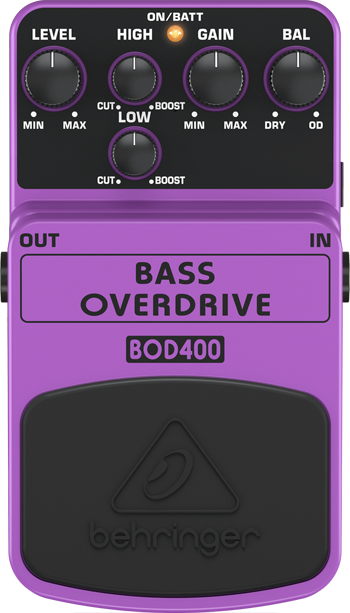 ON/BATT
LEVEL HIGH GAIN BAL
CUT BOOST
MIN MAX LOW MIN MAX DRY OD
CUT BOOST
OUT IN
BASS
OVERDRIVE
BOD400
behringer